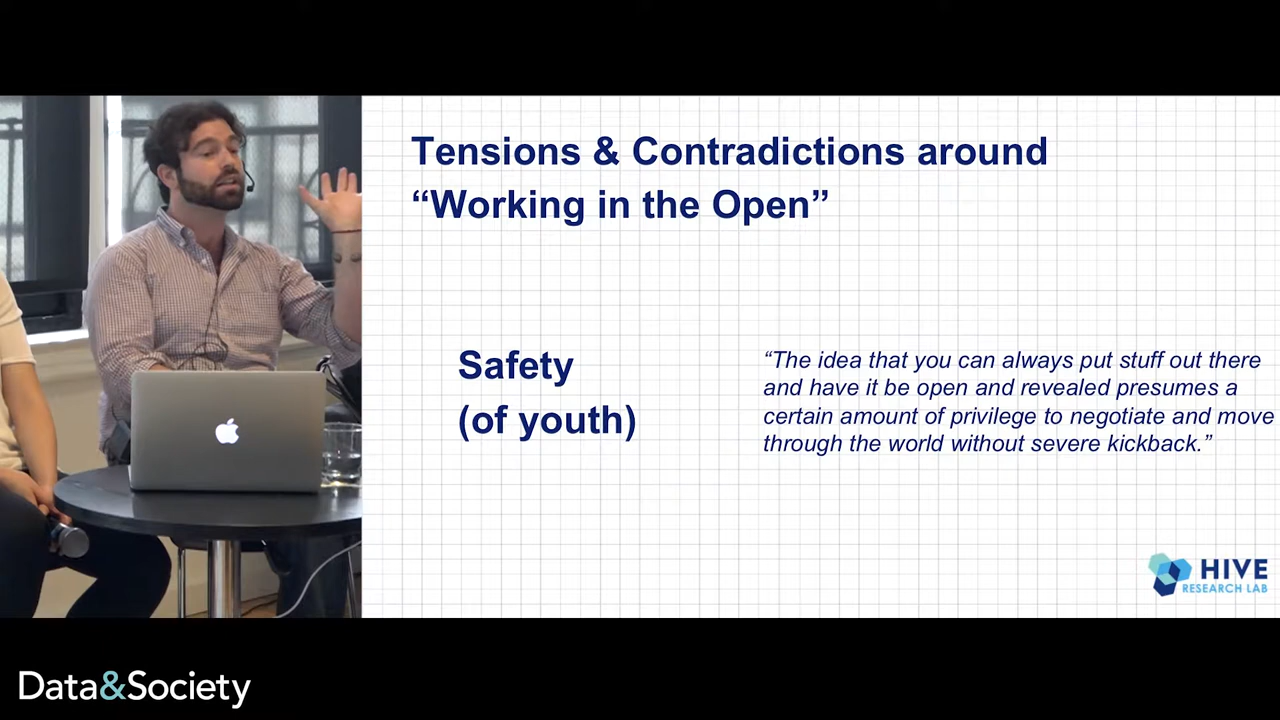 Tensions & Contradictions around
“Working in the Open”
Safety
(of youth)
“The idea that you can always put stuff out there
and have it be open and revealed presumes a
certain amount of privilege to negotiate and move
through the world without severe kickback.”
HIVE
RESEARCH LAB
Data&Society